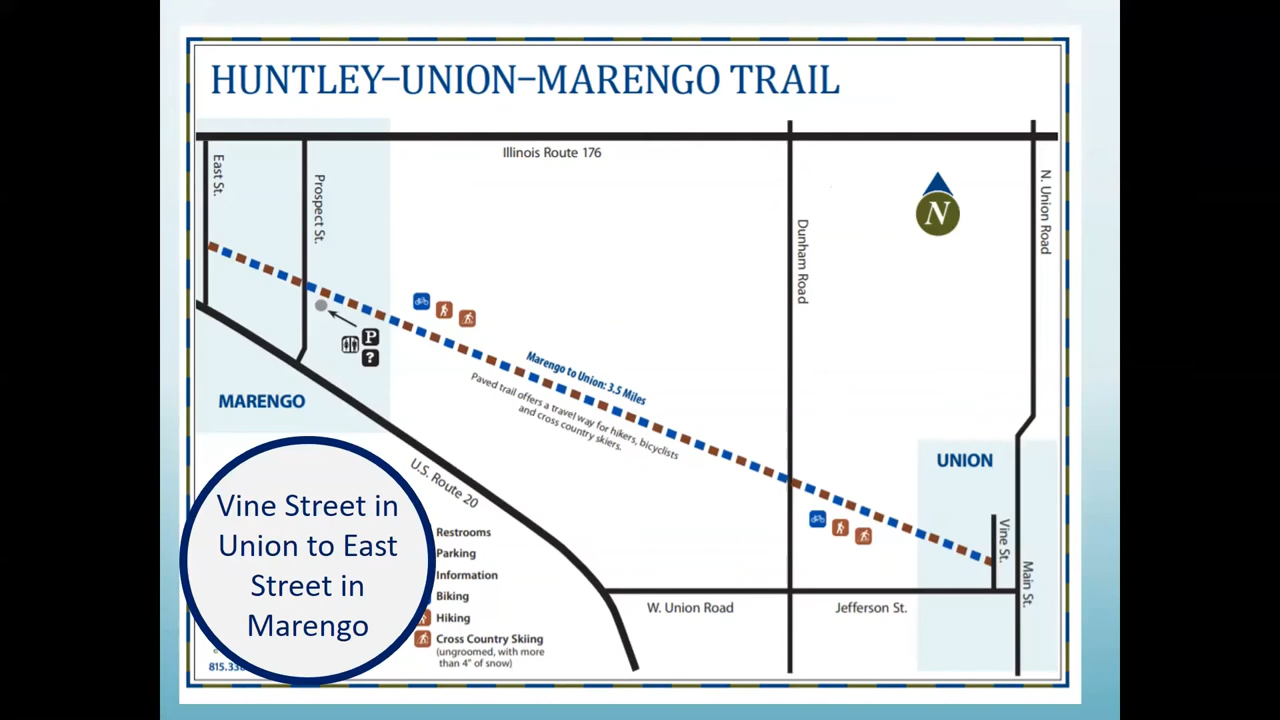 HUNTLEY–UNION–MARENGO TRAIL
Illinois Route 176
East St.
Prospect St.
N. Union Road
N
Dunham Road
P
?
Marengo to Union: 3.5 Miles
Paved trail offers a travel way for hikers, bicyclists
and cross country skiers.
MARENGO
UNION
U.S. Route 20
Vine St.
Main St.
W. Union Road
Jefferson St.
Vine Street in
Union to East
Street in
Marengo
Restrooms
Parking
Information
Biking
Hiking
Cross Country Skiing
(ungroomed, with more
than 4" of snow)